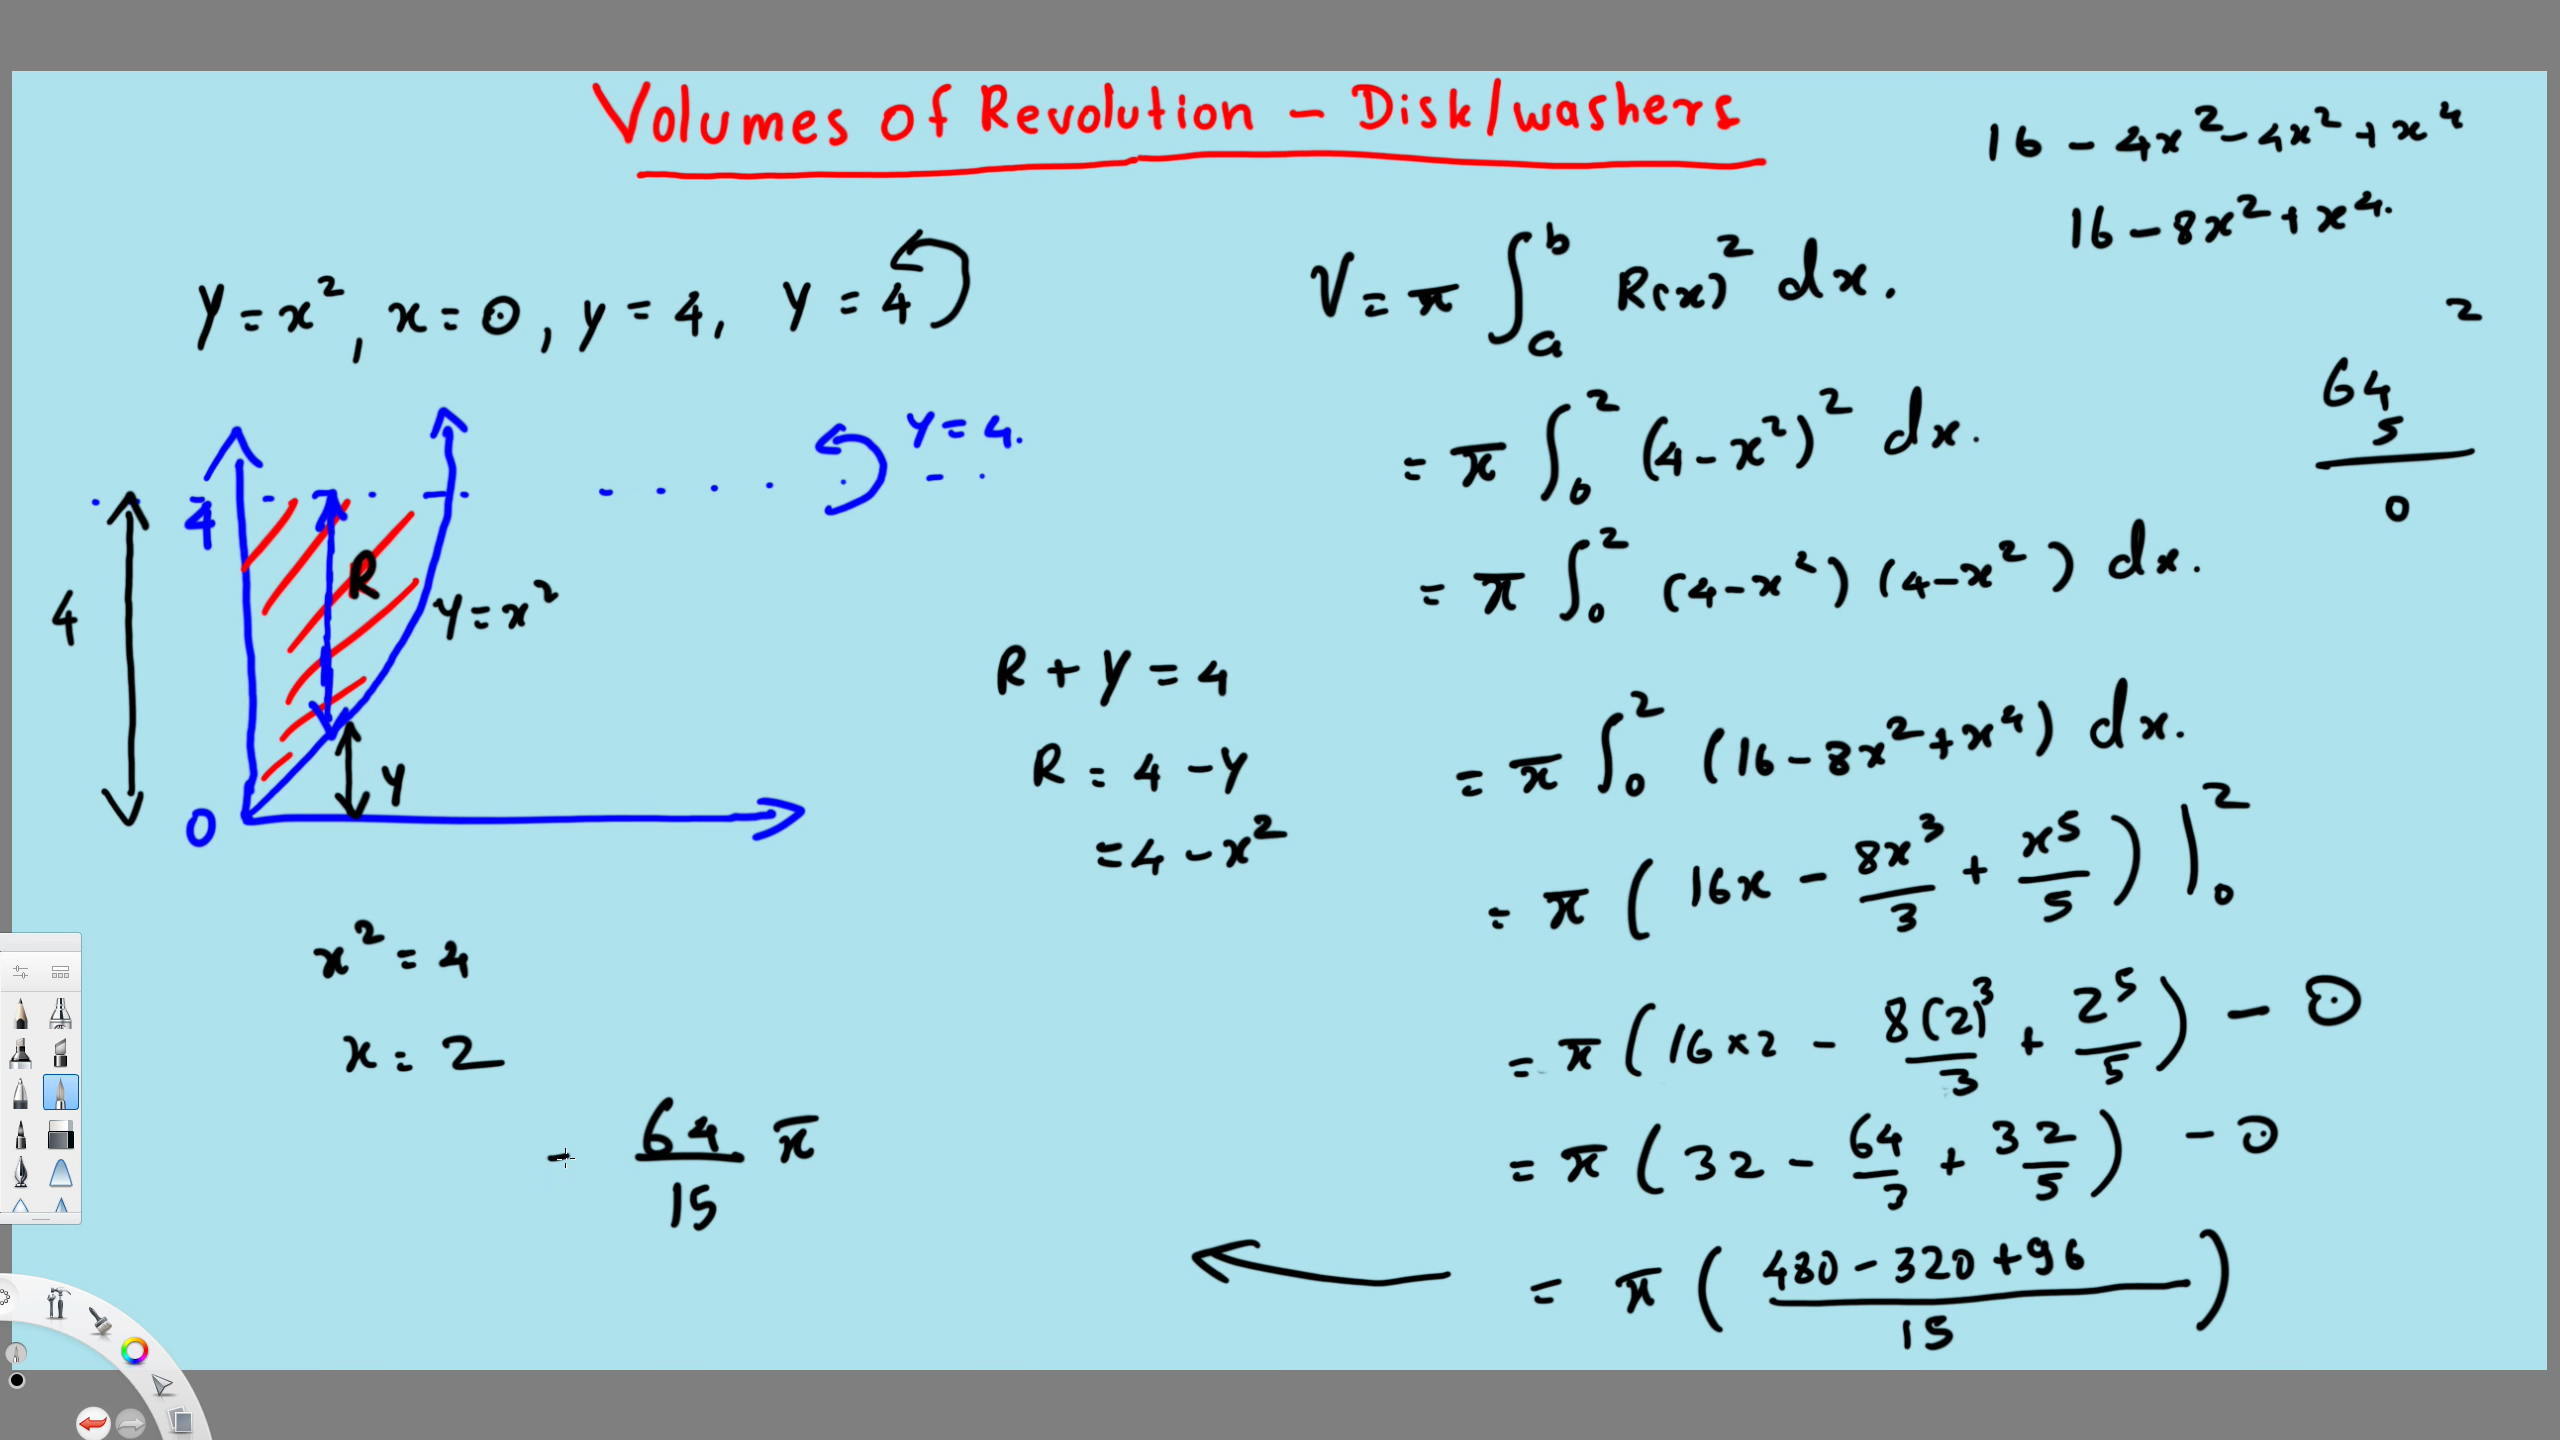 Volumes of Revolution - Disk/washers
16 - 4x² - 4x² + x⁴
16 - 8x² + x⁴.
y = x², x = 0, y = 4, y = 4
V = π ∫ₐᵇ R(x)² dx.
2
64
5
0
= π ∫₀² (4 - x²)² dx.
y = 4.
4
R
4
y = x²
y
0
= π ∫₀² (4 - x²) (4 - x²) dx.
R + y = 4
R = 4 - y
= 4 - x²
= π ∫₀² (16 - 8x² + x⁴) dx.
= π (16x - 8x³/3 + x⁵/5) |₀²
x² = 4
x = 2
= π (16 × 2 - 8(2)³/3 + 2⁵/5) - 0
= π (32 - 64/3 + 32/5) - 0
= π (480 - 320 + 96 / 15)
- 64/15 π